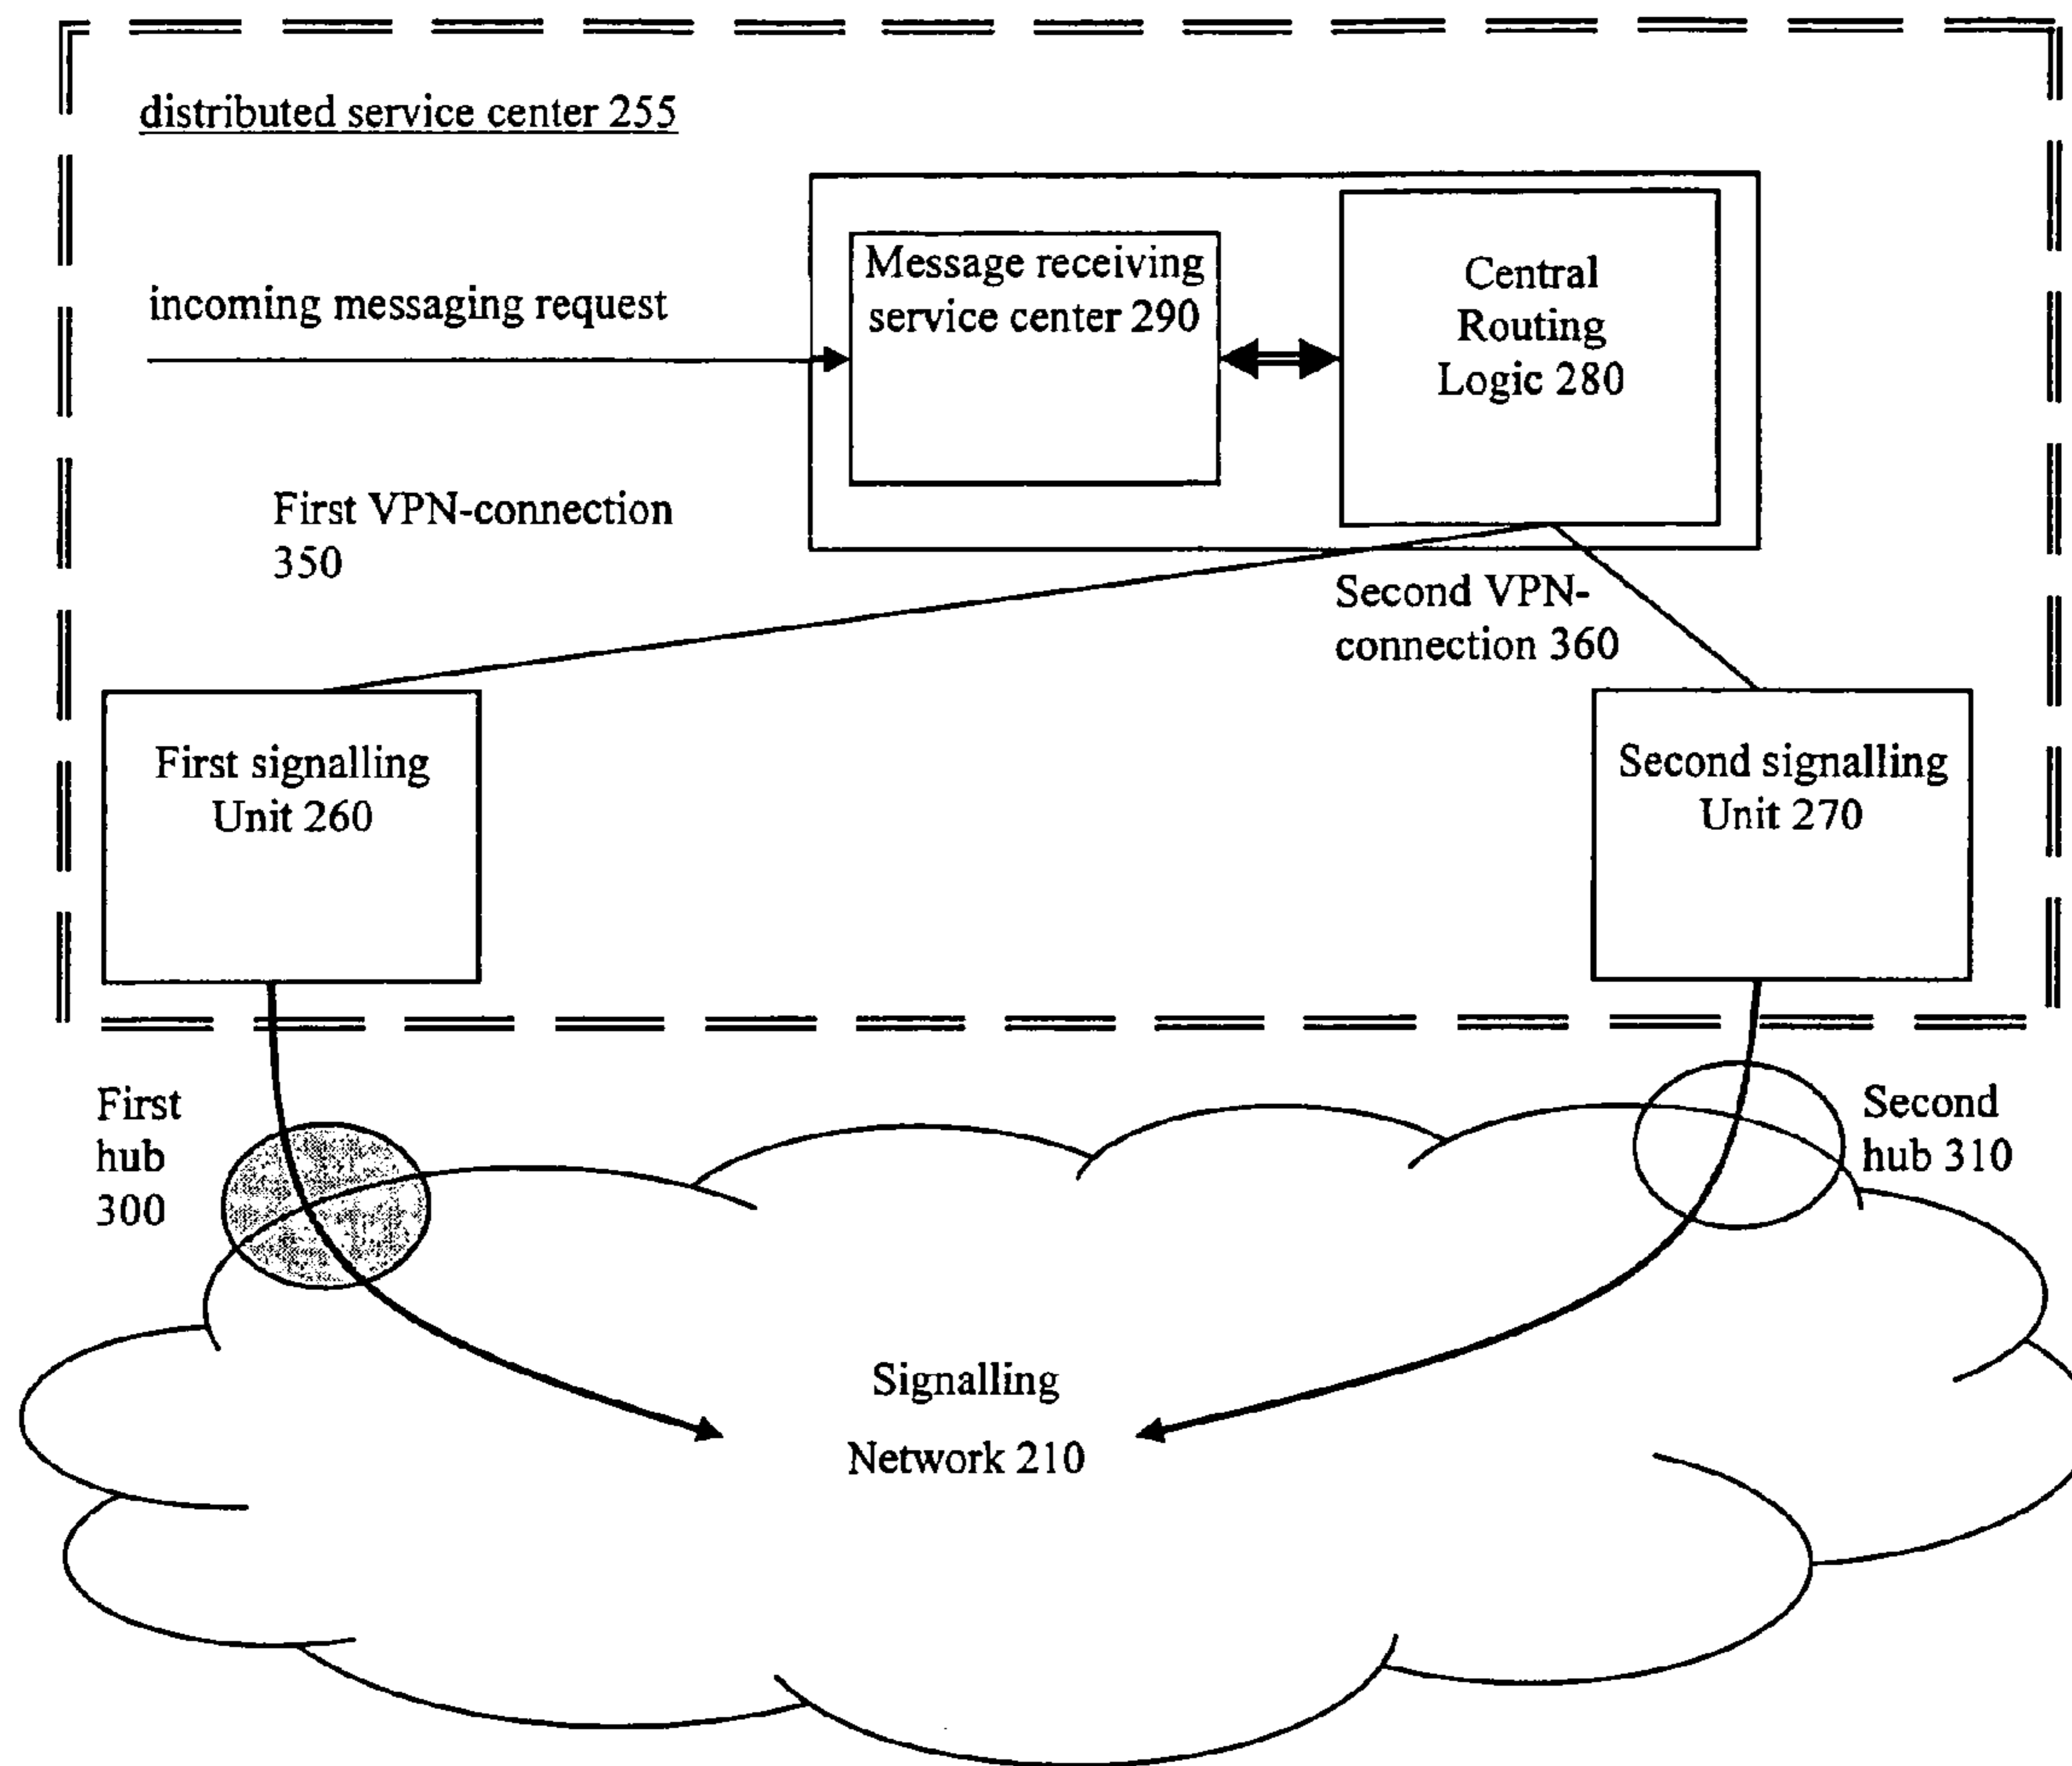 distributed service center 255
Message receiving
service center 290
Central
Routing
Logic 280
incoming messaging request
First VPN-connection
350
Second VPN-
connection 360
First signalling
Unit 260
Second signalling
Unit 270
First
hub
300
Second
hub 310
Signalling
Network 210